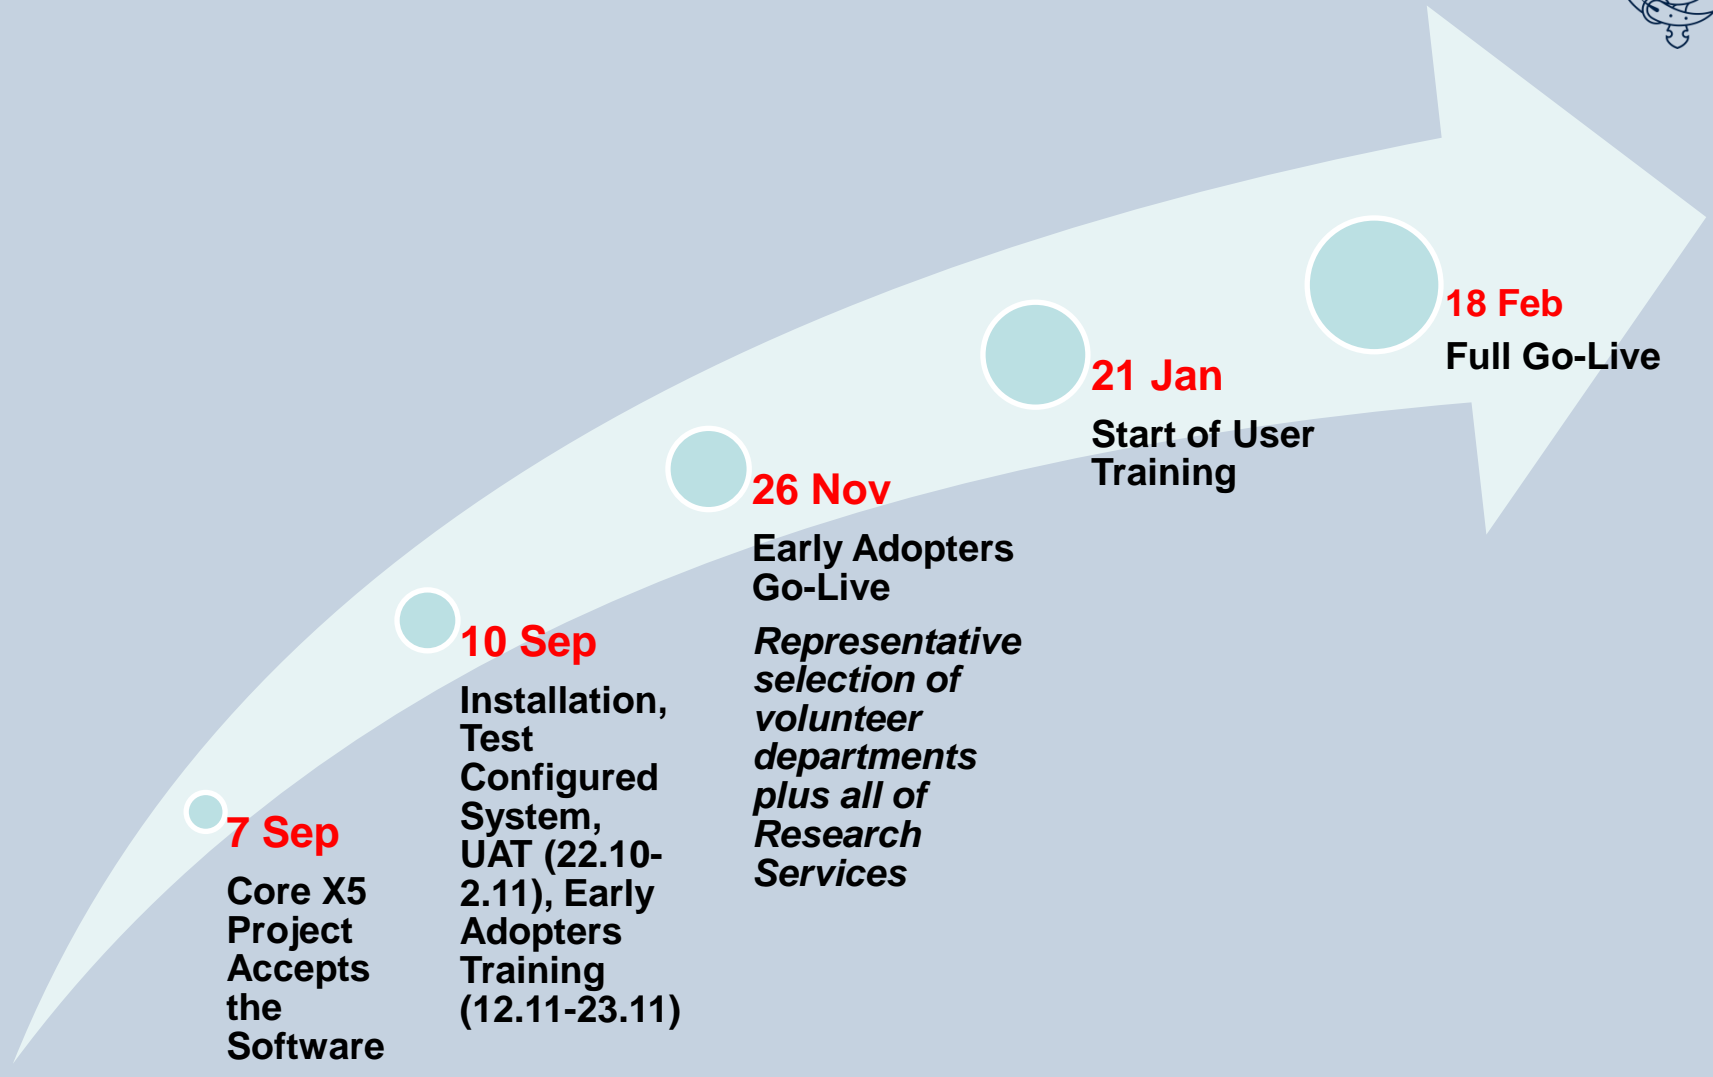 7 Sep
Core X5
Project
Accepts
the
Software
10 Sep
Installation,
Test
Configured
System,
UAT (22.10-
2.11), Early
Adopters
Training
(12.11-23.11)
26 Nov
Early Adopters
Go-Live
Representative
selection of
volunteer
departments
plus all of
Research
Services
21 Jan
Start of User
Training
18 Feb
Full Go-Live